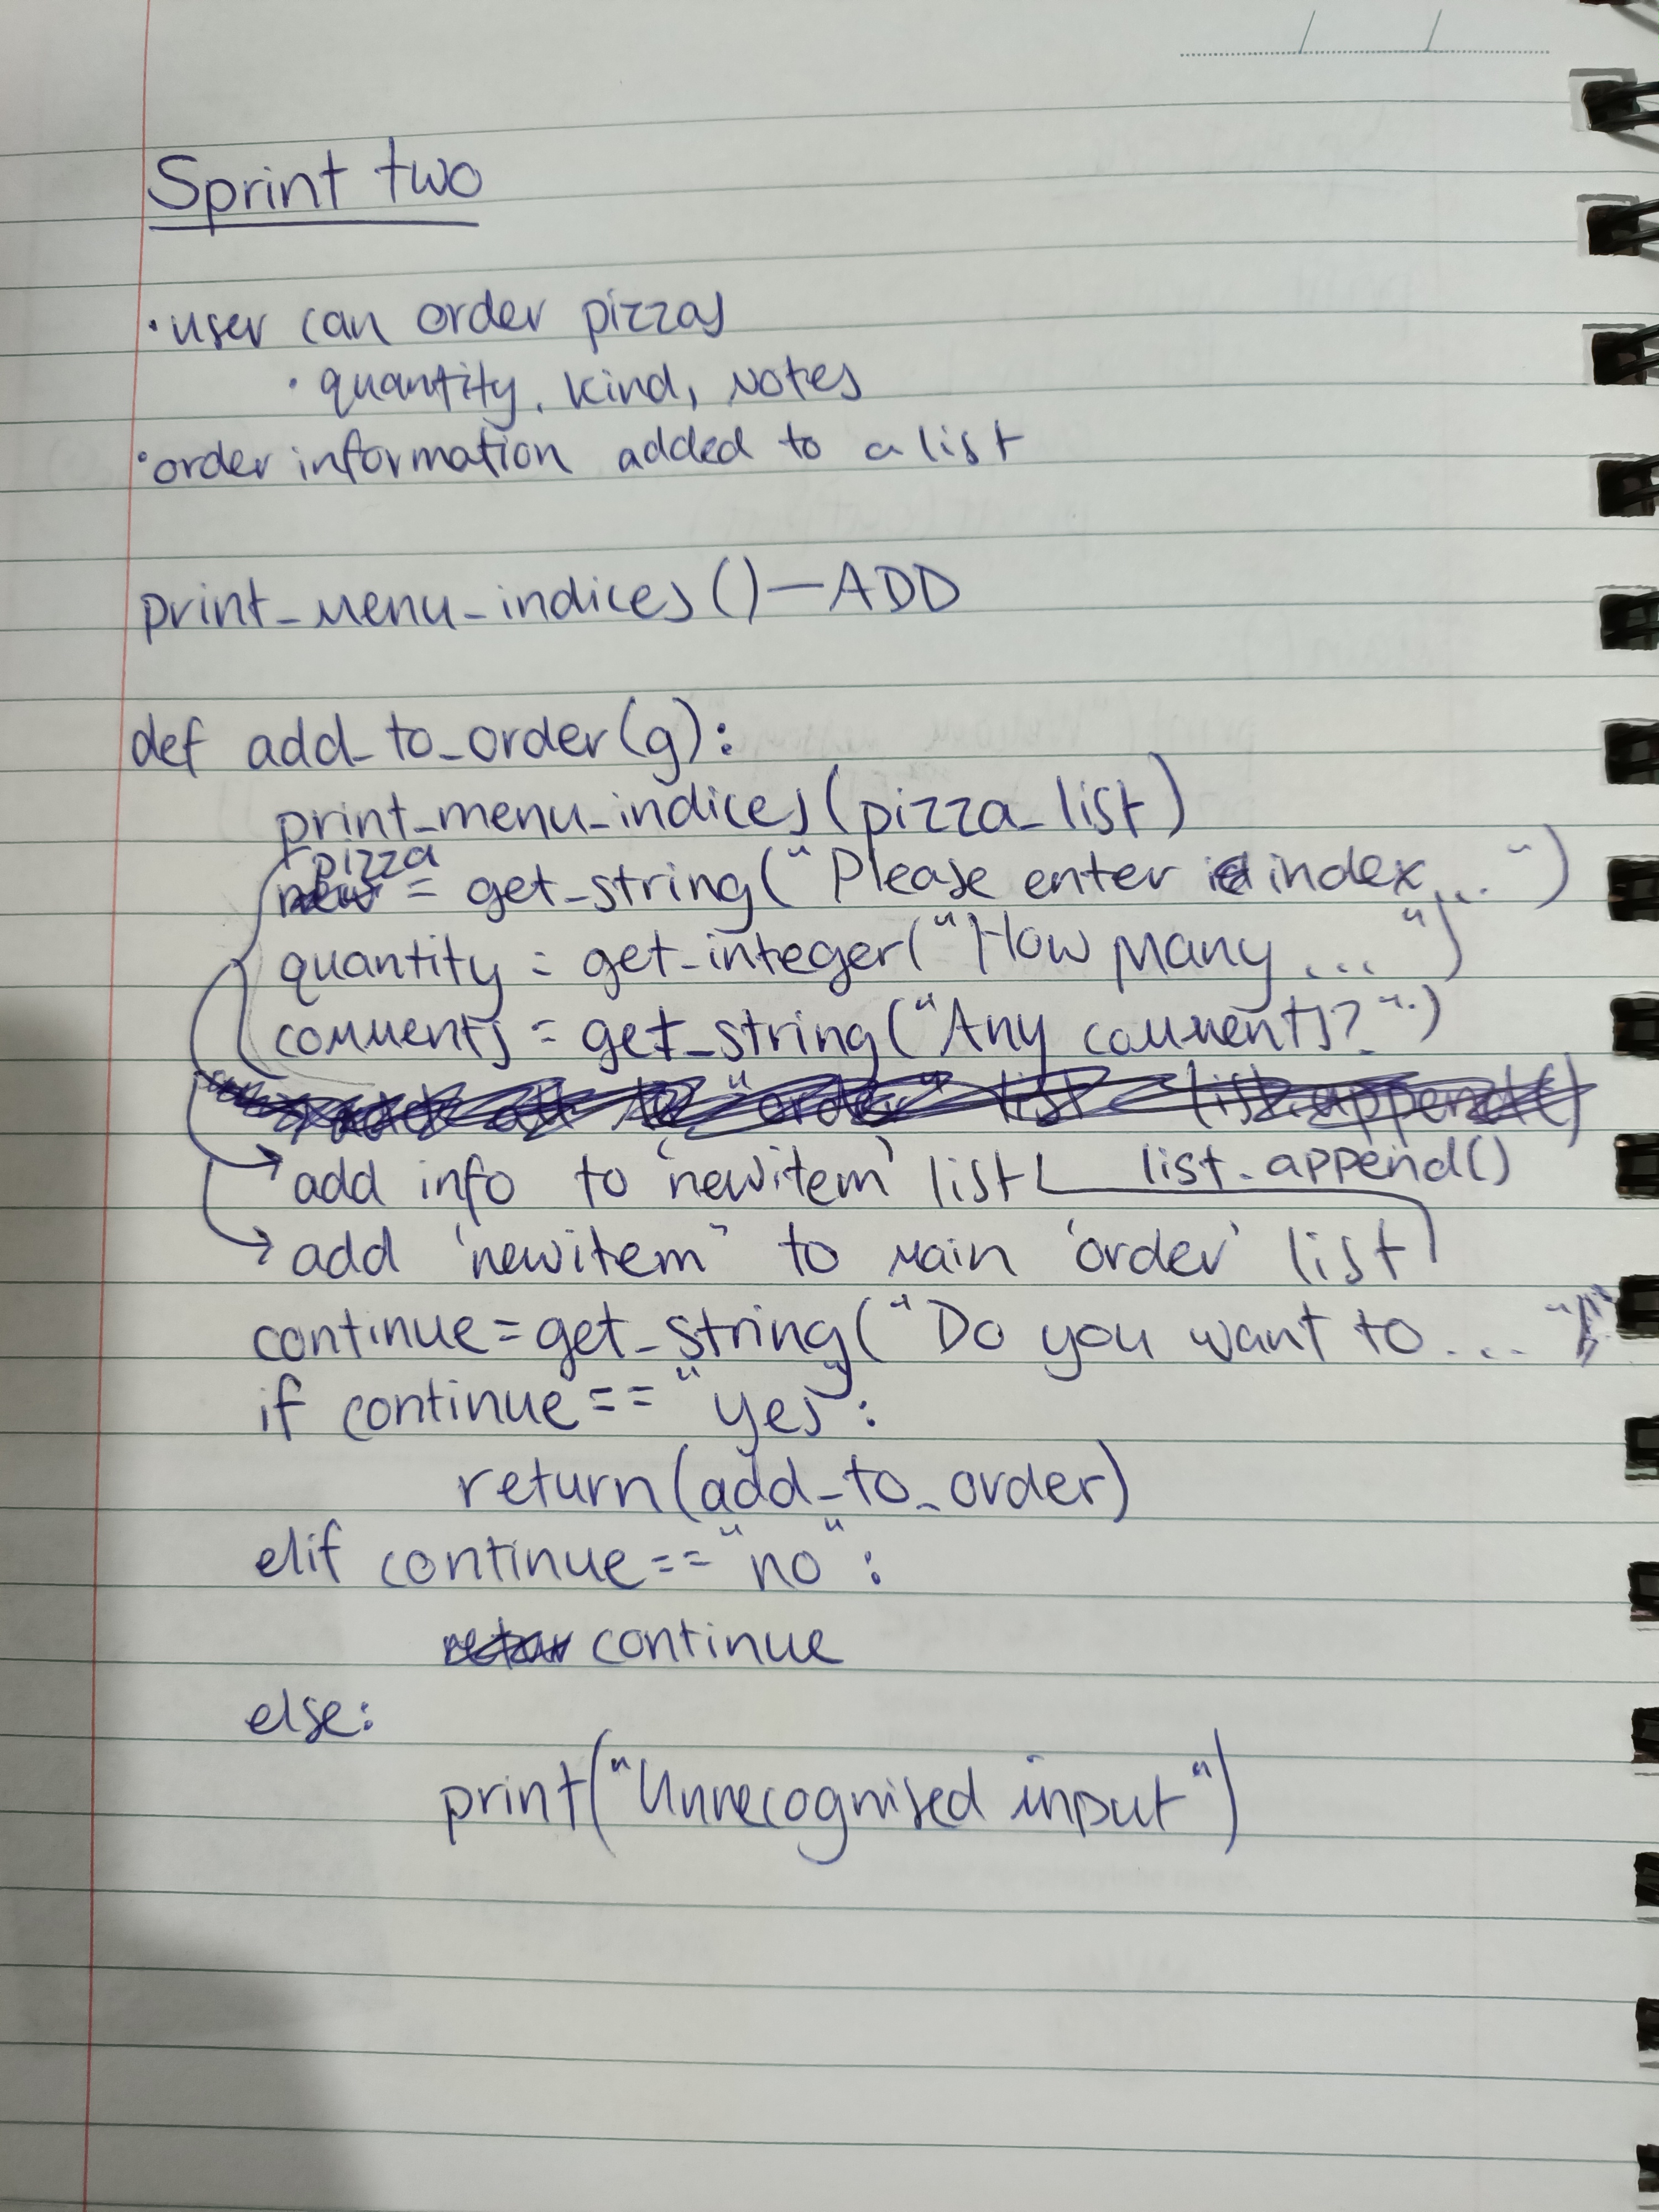 Sprint two
• user can order pizzas
• quantity, kind, notes
• order information added to a list
print_menu_indices() — ADD
def add_to_order(g):
print_menu_indices(pizza_list)
pizza = get_string("Please enter index... ")
quantity = get_integer("How many ... ")
comments = get_string("Any comments? ")
add info to 'newitem' list list.append()
add 'newitem" to main 'order' list
continue = get_string("Do you want to ... ")
if continue == "yes":
return(add_to_order)
elif continue == "no":
continue
else:
print("Unrecognised input")